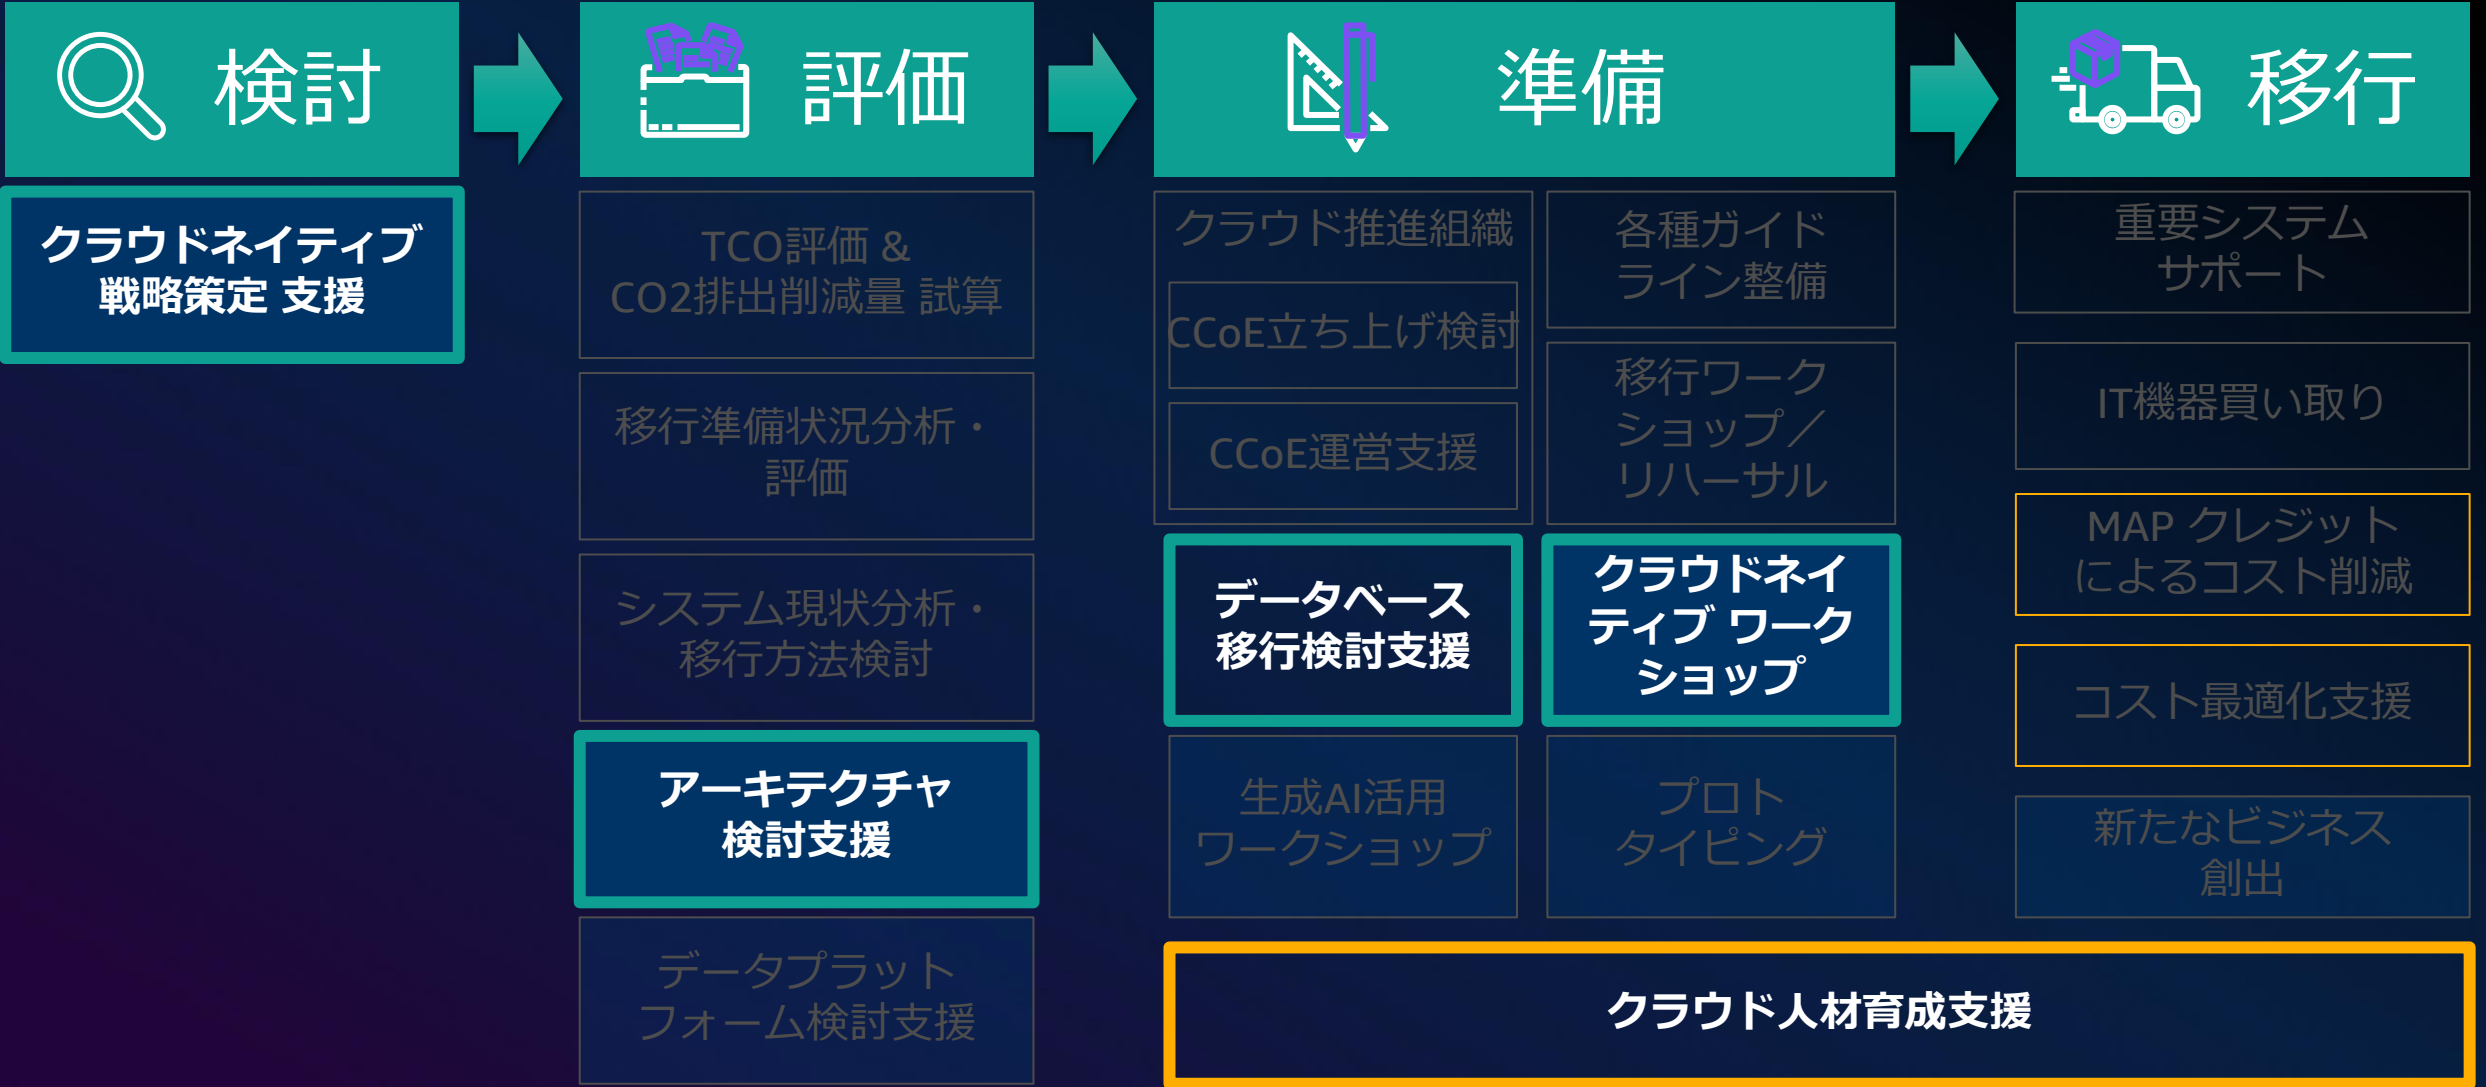 検討
評価
準備
移行
クラウドネイティブ
戦略策定 支援
TCO評価 &
CO2排出削減量 試算
移行準備状況分析・
評価
システム現状分析・
移行方法検討
アーキテクチャ
検討支援
データプラット
フォーム検討支援
クラウド推進組織
CCoE立ち上げ検討
CCoE運営支援
データベース
移行検討支援
生成AI活用
ワークショップ
各種ガイド
ライン整備
移行ワーク
ショップ／
リハーサル
クラウドネイ
ティブ ワーク
ショップ
プロト
タイピング
重要システム
サポート
IT機器買い取り
MAP クレジット
によるコスト削減
コスト最適化支援
新たなビジネス
創出
クラウド人材育成支援